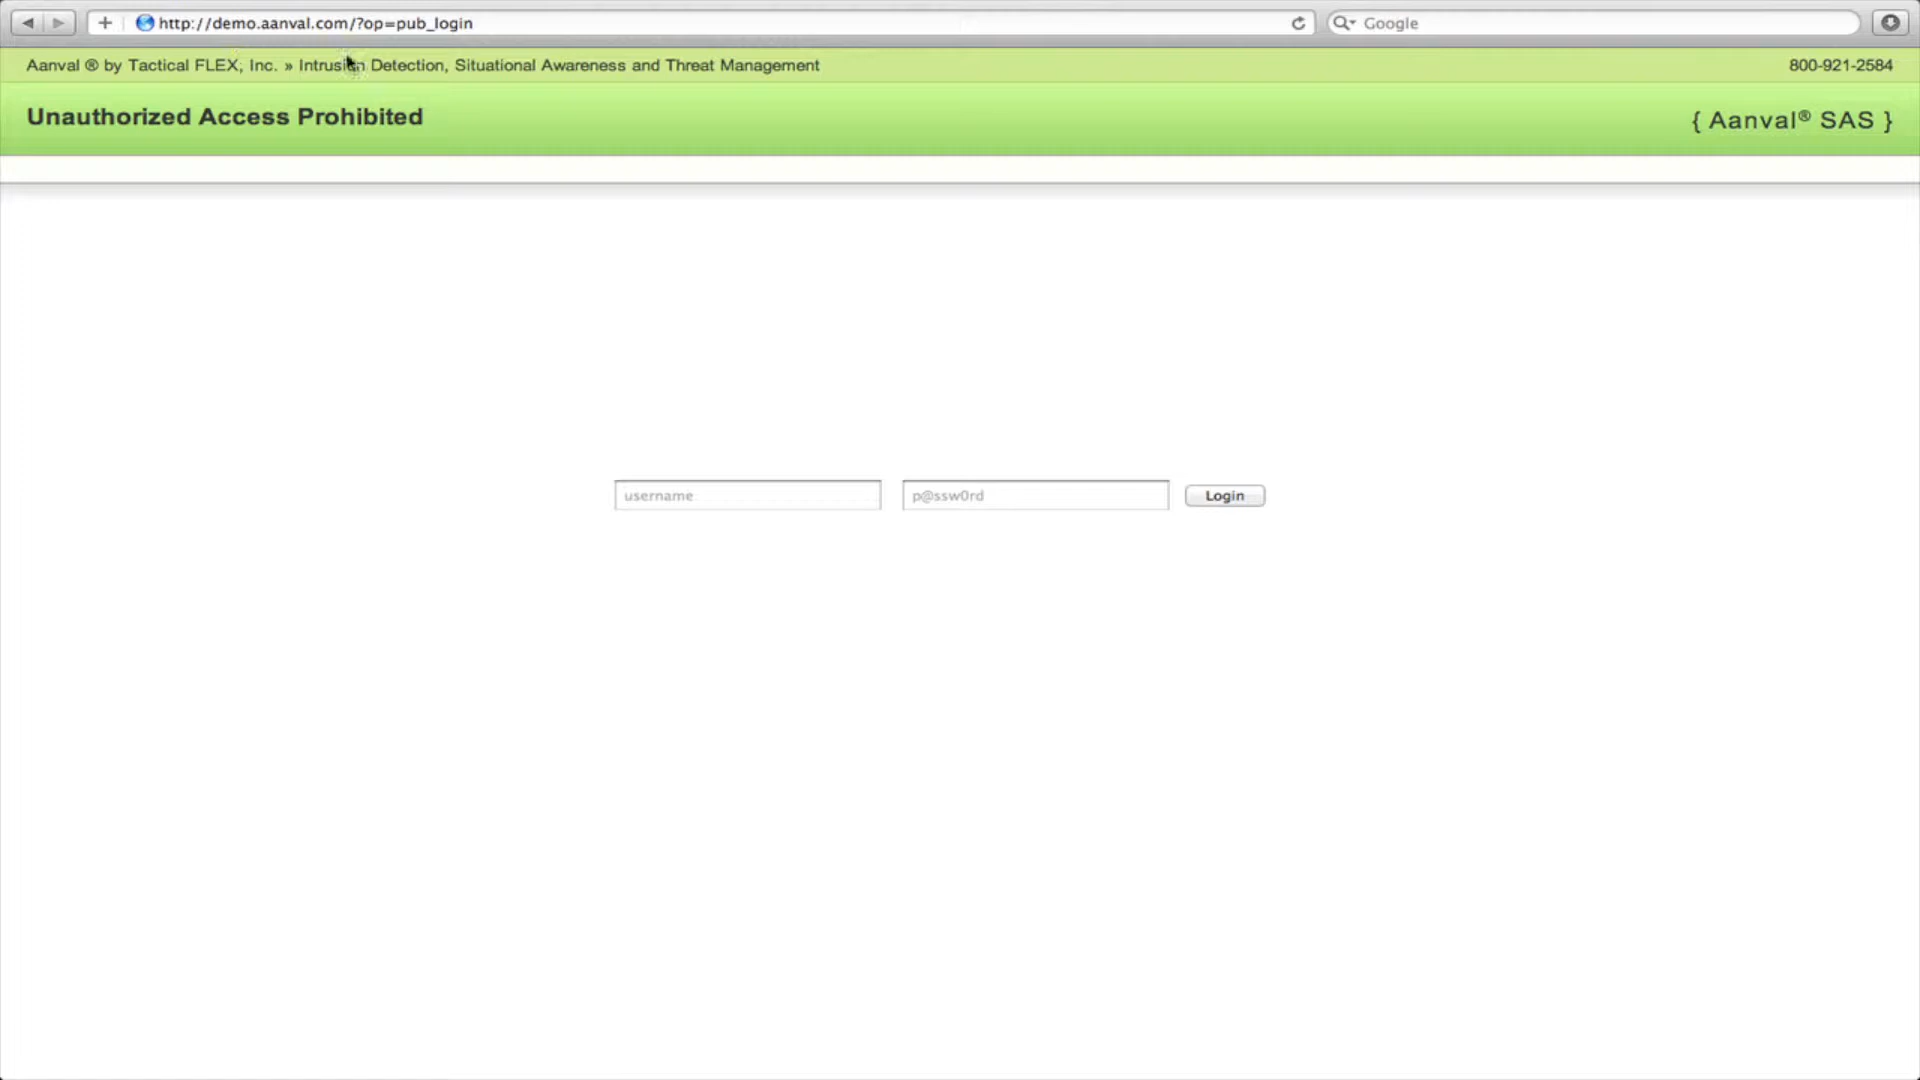 http://demo.aanval.com/?op=pub_login
Google
Aanval ® by Tactical FLEX, Inc. » Intrusion Detection, Situational Awareness and Threat Management
800-921-2584
Unauthorized Access Prohibited
{ Aanval® SAS }
username
p@ssw0rd
Login